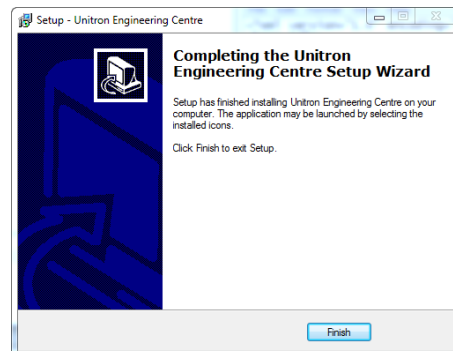 Setup - Unitron Engineering Centre
Completing the Unitron
Engineering Centre Setup Wizard
Setup has finished installing Unitron Engineering Centre on your
computer. The application may be launched by selecting the
installed icons.
Click Finish to exit Setup.
Finish